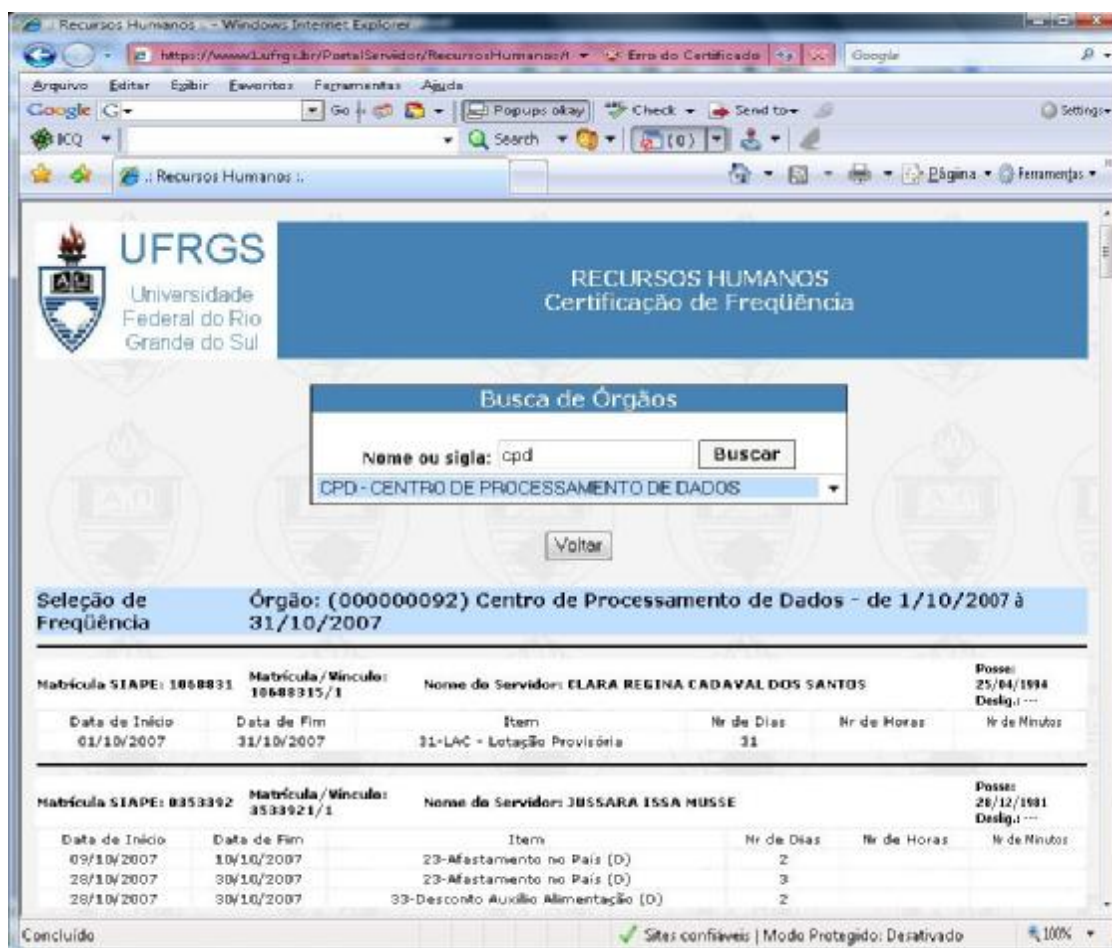 .: Recursos Humanos :. - Windows Internet Explorer
https://www1.ufrgs.br/PortalServidor/RecursosHumanos/ Erro do Certificado Google
Arquivo Editar Exibir Favoritos Ferramentas Ajuda
Google G Go Popups okay Check Send to Settings
ICQ Search (0)
.: Recursos Humanos :. Página Ferramentas
UFRGS
Universidade
Federal do Rio
Grande do Sul
RECURSOS HUMANOS
Certificação de Freqüência
Busca de Órgãos
Nome ou sigla: cpd Buscar
CPD - CENTRO DE PROCESSAMENTO DE DADOS
Voltar
Seleção de Freqüência Órgão: (000000092) Centro de Processamento de Dados - de 1/10/2007 à 31/10/2007
Matrícula SIAPE: 1068831 Matrícula/Vínculo: 10688315/1 Nome do Servidor: CLARA REGINA CADAVAL DOS SANTOS Posse: 25/04/1994 Deslig.: ---
Data de Início Data de Fim Item Nr de Dias Nr de Horas Nr de Minutos
01/10/2007 31/10/2007 31-LAC - Lotação Provisória 31
Matrícula SIAPE: 0353392 Matrícula/Vínculo: 3533921/1 Nome do Servidor: JUSSARA ISSA MUSSE Posse: 28/12/1981 Deslig.: ---
Data de Início Data de Fim Item Nr de Dias Nr de Horas Nr de Minutos
09/10/2007 10/10/2007 23-Afastamento no País (D) 2
28/10/2007 30/10/2007 23-Afastamento no País (D) 3
28/10/2007 30/10/2007 33-Desconto Auxílio Alimentação (D) 2
Concluído Sites confiáveis | Modo Protegido: Desativado 100%